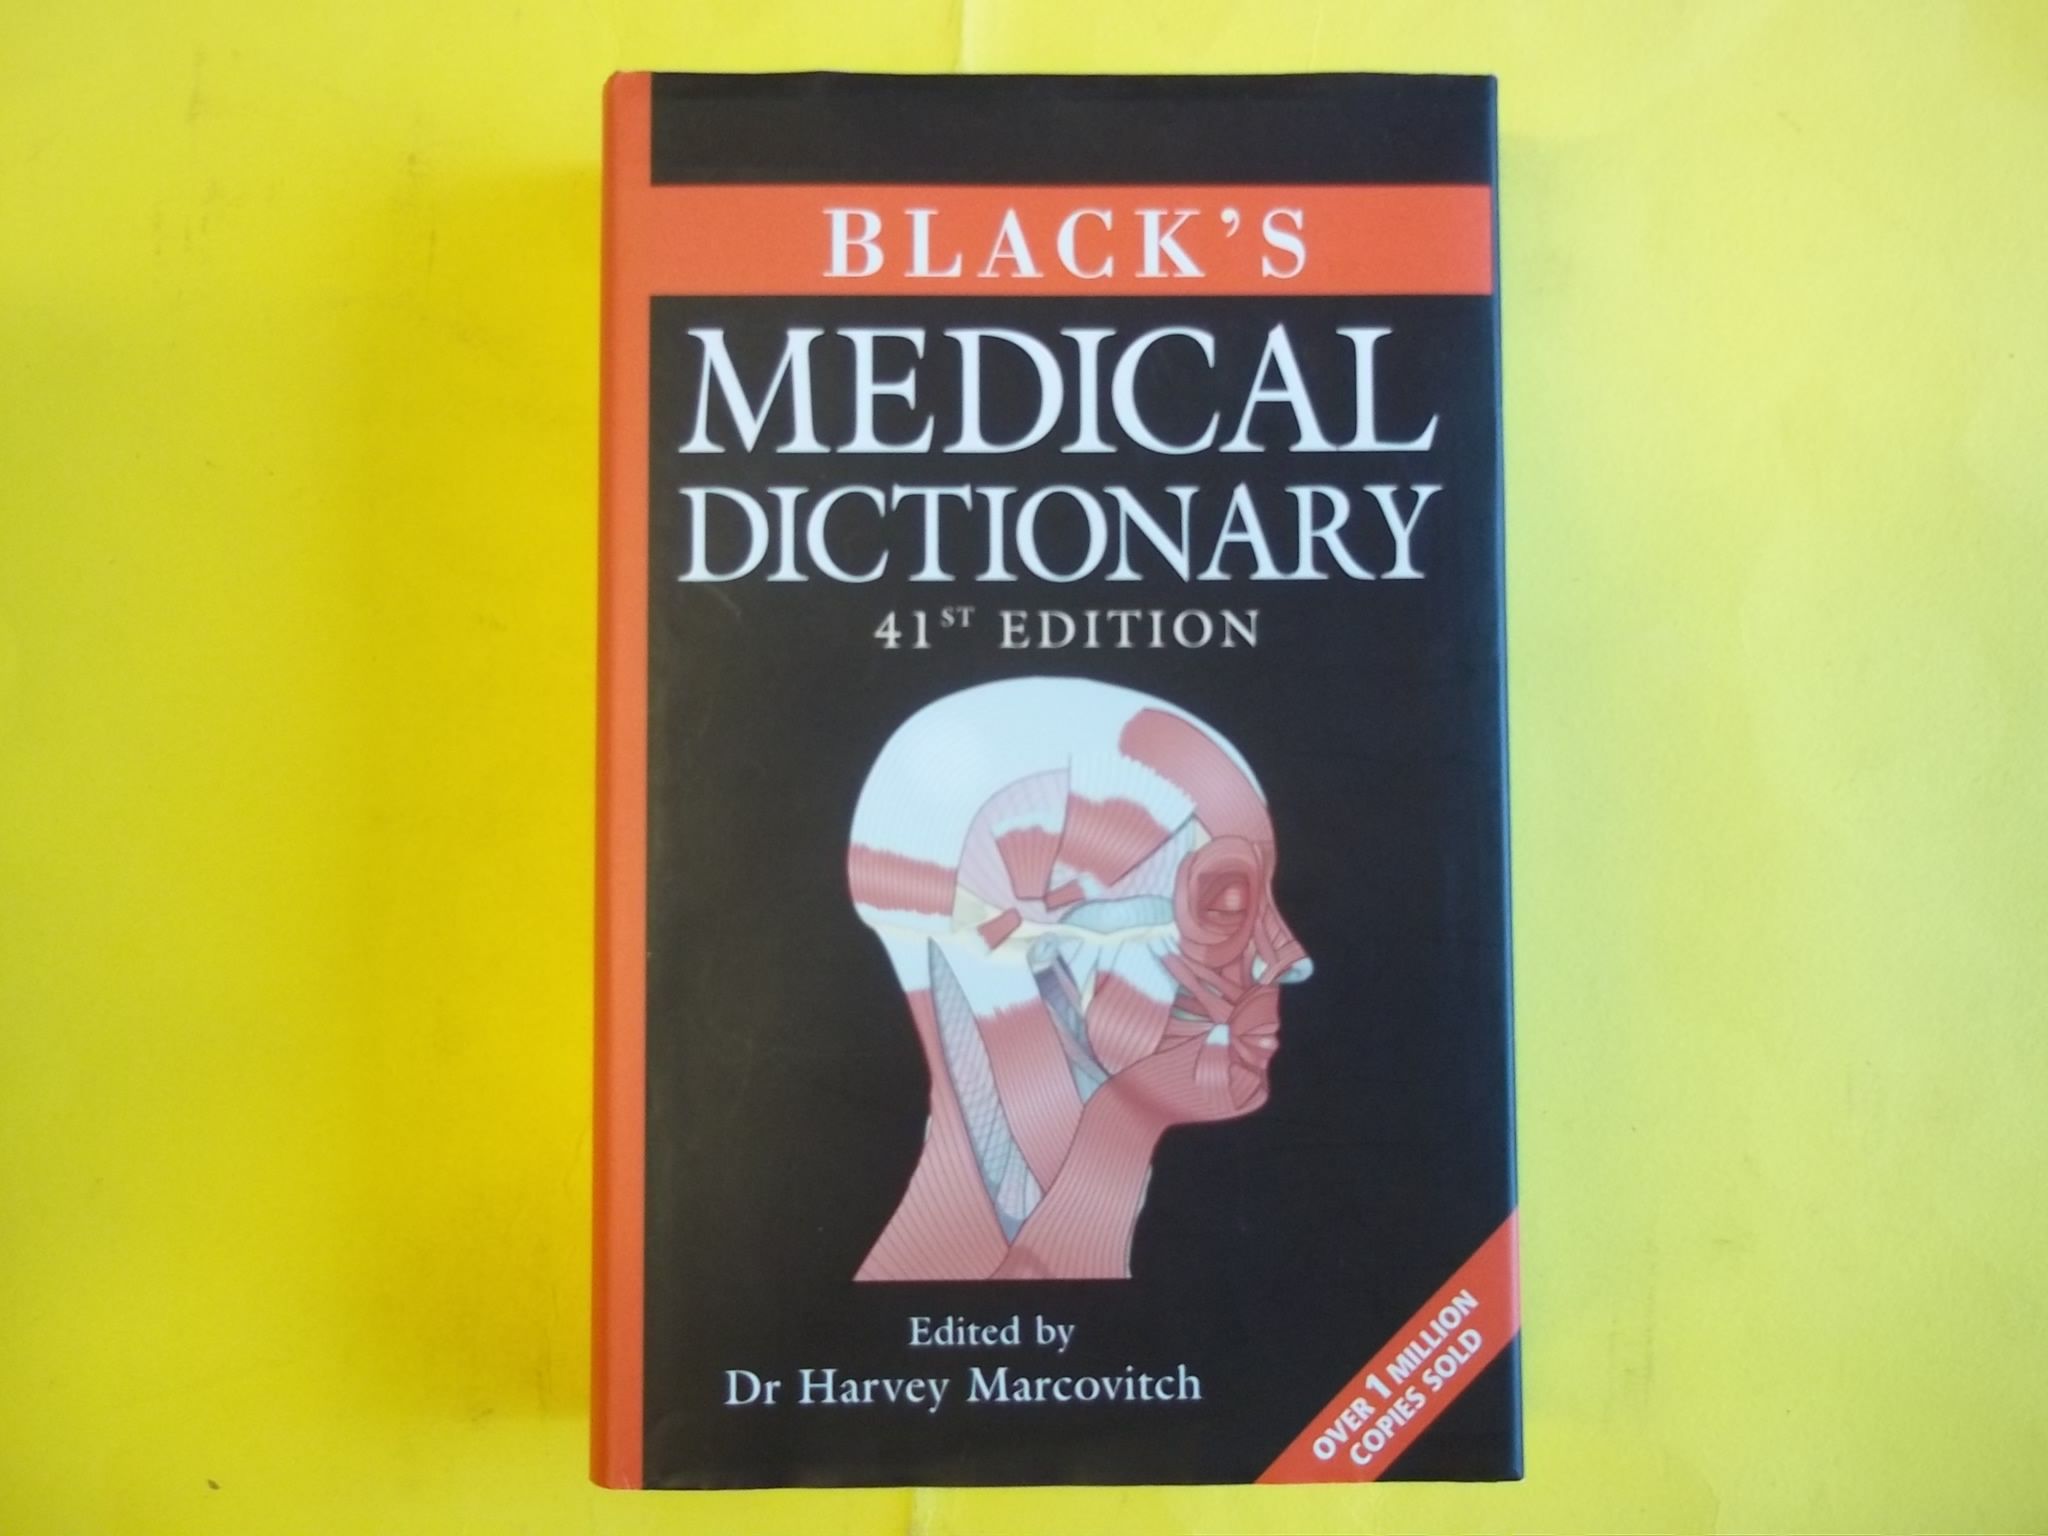 BLACK'S
MEDICAL
DICTIONARY
41ST EDITION
Edited by
Dr Harvey Marcovitch
OVER 1 MILLION
COPIES SOLD